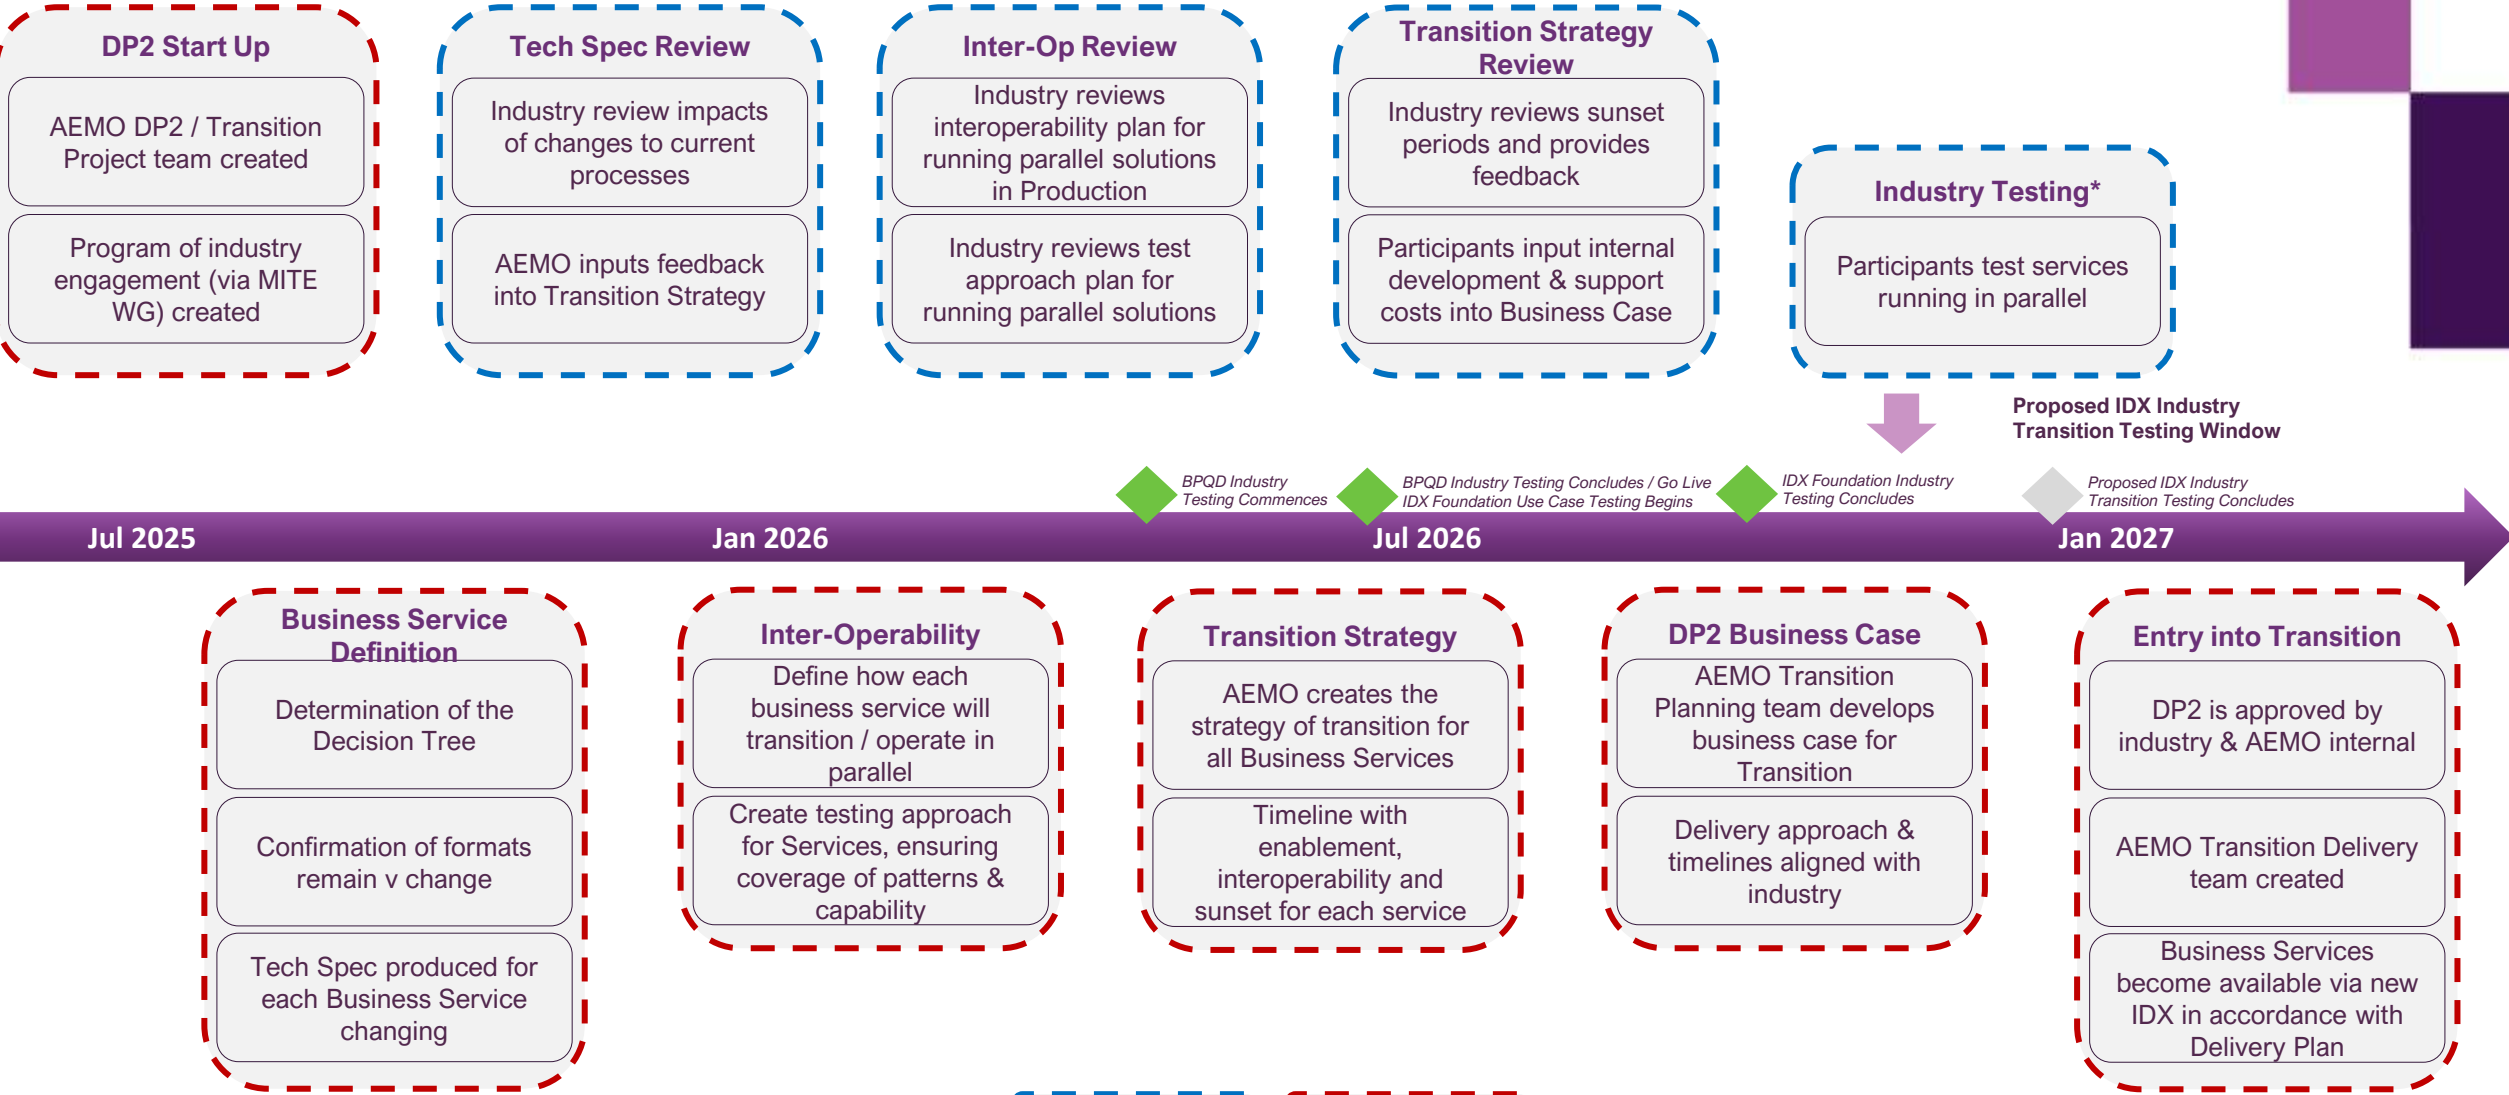 DP2 Start Up
AEMO DP2 / Transition
Project team created
Program of industry
engagement (via MITE
WG) created
Tech Spec Review
Industry review impacts
of changes to current
processes
AEMO inputs feedback
into Transition Strategy
Inter-Op Review
Industry reviews
interoperability plan for
running parallel solutions
in Production
Industry reviews test
approach plan for
running parallel solutions
Transition Strategy
Review
Industry reviews sunset
periods and provides
feedback
Participants input internal
development & support
costs into Business Case
Industry Testing*
Participants test services
running in parallel
Proposed IDX Industry
Transition Testing Window
BPQD Industry
Testing Commences
BPQD Industry Testing Concludes / Go Live
IDX Foundation Use Case Testing Begins
IDX Foundation Industry
Testing Concludes
Proposed IDX Industry
Transition Testing Concludes
Jul 2025
Jan 2026
Jul 2026
Jan 2027
Business Service
Definition
Determination of the
Decision Tree
Confirmation of formats
remain v change
Tech Spec produced for
each Business Service
changing
Inter-Operability
Define how each
business service will
transition / operate in
parallel
Create testing approach
for Services, ensuring
coverage of patterns &
capability
Transition Strategy
AEMO creates the
strategy of transition for
all Business Services
Timeline with
enablement,
interoperability and
sunset for each service
DP2 Business Case
AEMO Transition
Planning team develops
business case for
Transition
Delivery approach &
timelines aligned with
industry
Entry into Transition
DP2 is approved by
industry & AEMO internal
AEMO Transition Delivery
team created
Business Services
become available via new
IDX in accordance with
Delivery Plan